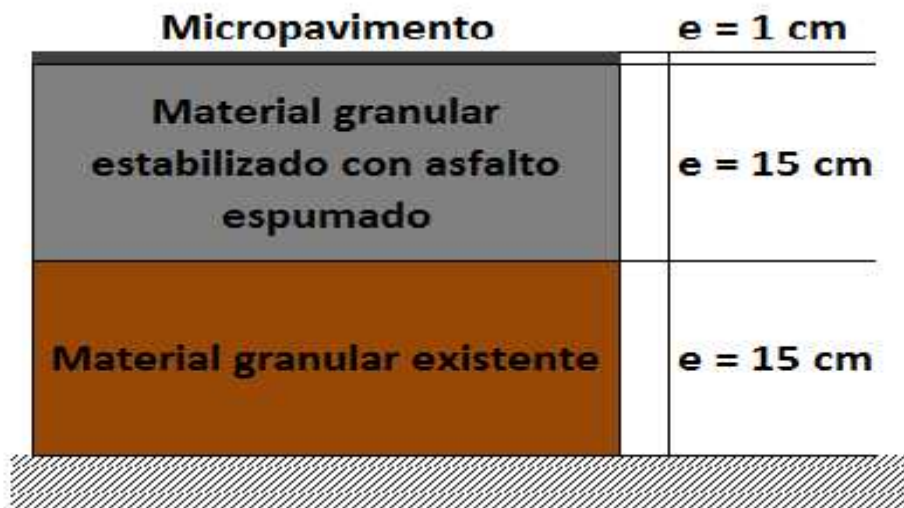 Micropavimento e = 1 cm
Material granular
estabilizado con asfalto e = 15 cm
espumado
Material granular existente e = 15 cm